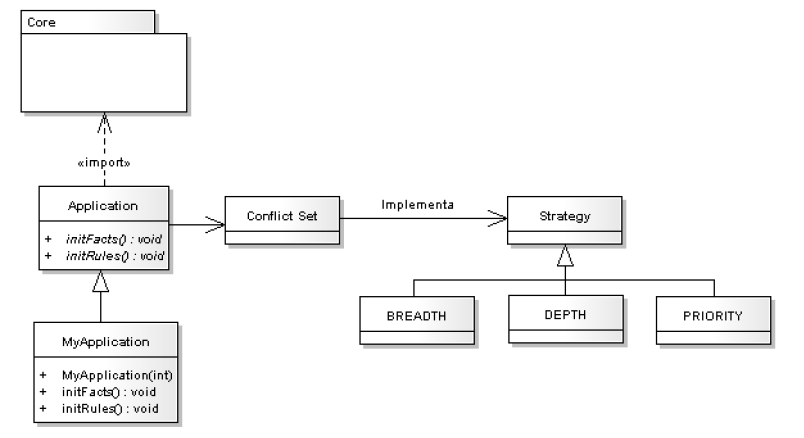 Core
«import»
Application
+ initFacts() : void
+ initRules() : void
Conflict Set
Implementa
Strategy
BREADTH
DEPTH
PRIORITY
MyApplication
+ MyApplication(int)
+ initFacts() : void
+ initRules() : void